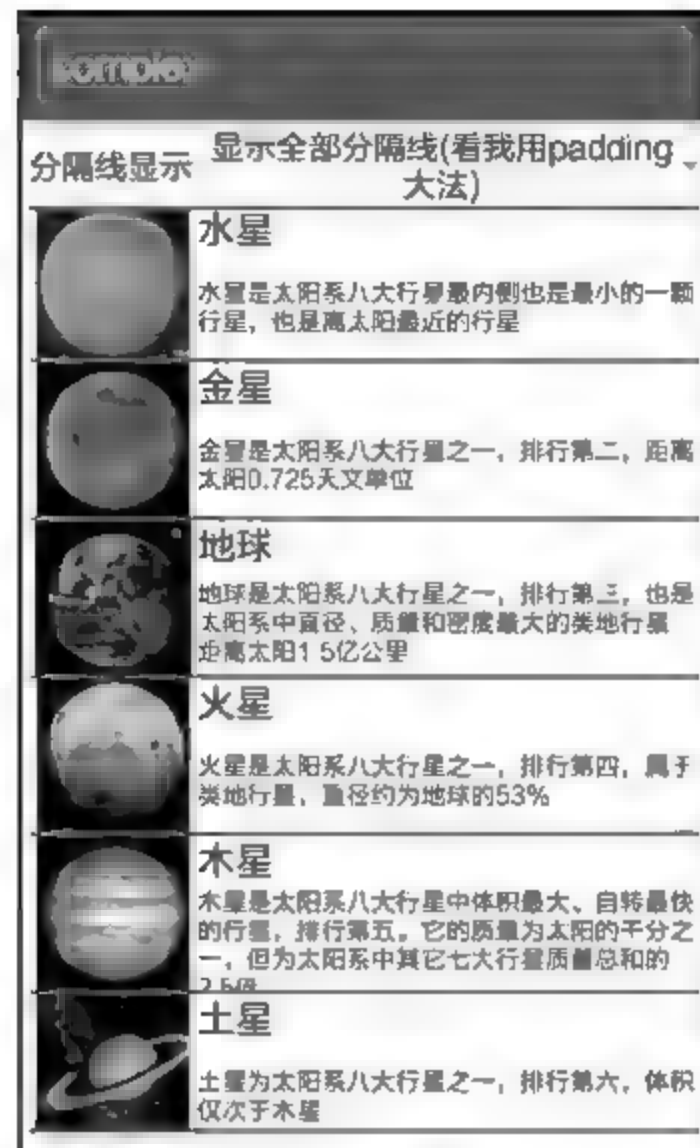 分隔线显示
显示全部分隔线(看我用padding
大法)
水星
水星是太阳系八大行星最内侧也是最小的一颗
行星，也是离太阳最近的行星
金星
金星是太阳系八大行星之一，排行第二，距离
太阳0.725天文单位
地球
地球是太阳系八大行星之一，排行第三，也是
太阳系中直径、质量和密度最大的类地行星
距离太阳1.5亿公里
火星
火星是太阳系八大行星之一，排行第四，属于
类地行星，直径约为地球的53%
木星
木星是太阳系八大行星中体积最大、自转最快
的行星，排行第五。它的质量为太阳的千分之
一，但为太阳系中其它七大行星质量总和的
2.5倍
土星
土星为太阳系八大行星之一，排行第六，体积
仅次于木星